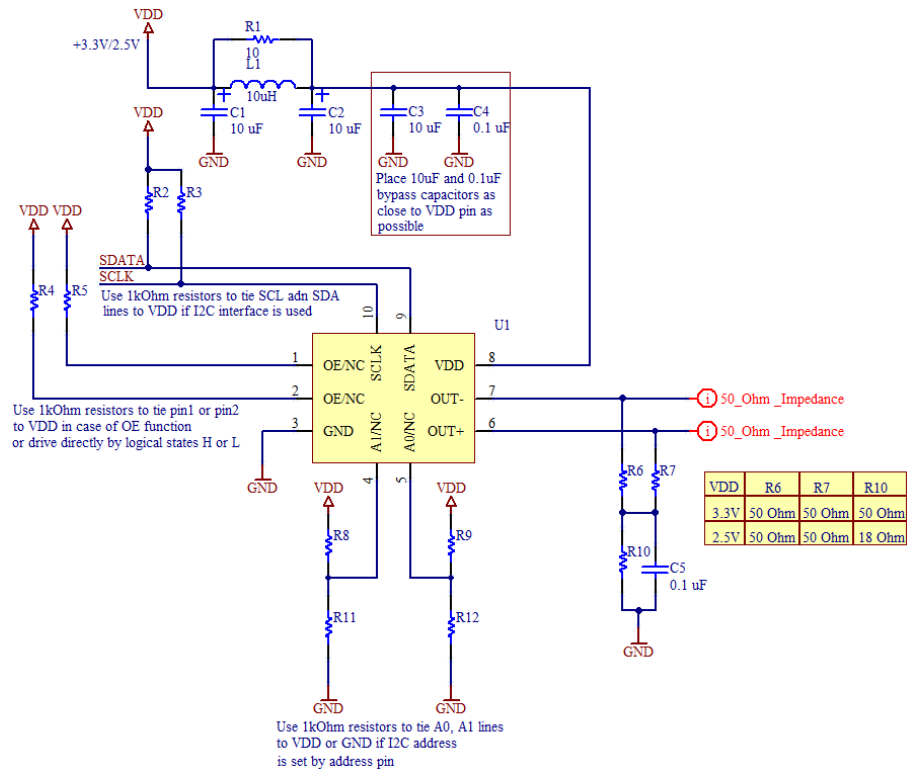 VDD
+3.3V/2.5V
R1
10
L1
10uH
C1
10 uF
GND
C2
10 uF
GND
C3
10 uF
GND
C4
0.1 uF
GND
Place 10uF and 0.1uF
bypass capacitors as
close to VDD pin as
possible
VDD
R2
R3
VDD
VDD
R4
R5
SDATA
SCLK
Use 1kOhm resistors to tie SCL adn SDA
lines to VDD if I2C interface is used
U1
10
9
1
OE/NC
SCLK
SDATA
VDD
8
2
OE/NC
OUT-
7
3
GND
A1/NC
A0/NC
OUT+
6
4
5
Use 1kOhm resistors to tie pin1 or pin2
to VDD in case of OE function
or drive directly by logical states H or L
GND
i 50_Ohm _Impedance
i 50_Ohm _Impedance
R6
R7
R10
C5
0.1 uF
GND
VDD R6 R7 R10
3.3V 50 Ohm 50 Ohm 50 Ohm
2.5V 50 Ohm 50 Ohm 18 Ohm
VDD
R8
R11
GND
VDD
R9
R12
GND
Use 1kOhm resistors to tie A0, A1 lines
to VDD or GND if I2C address
is set by address pin